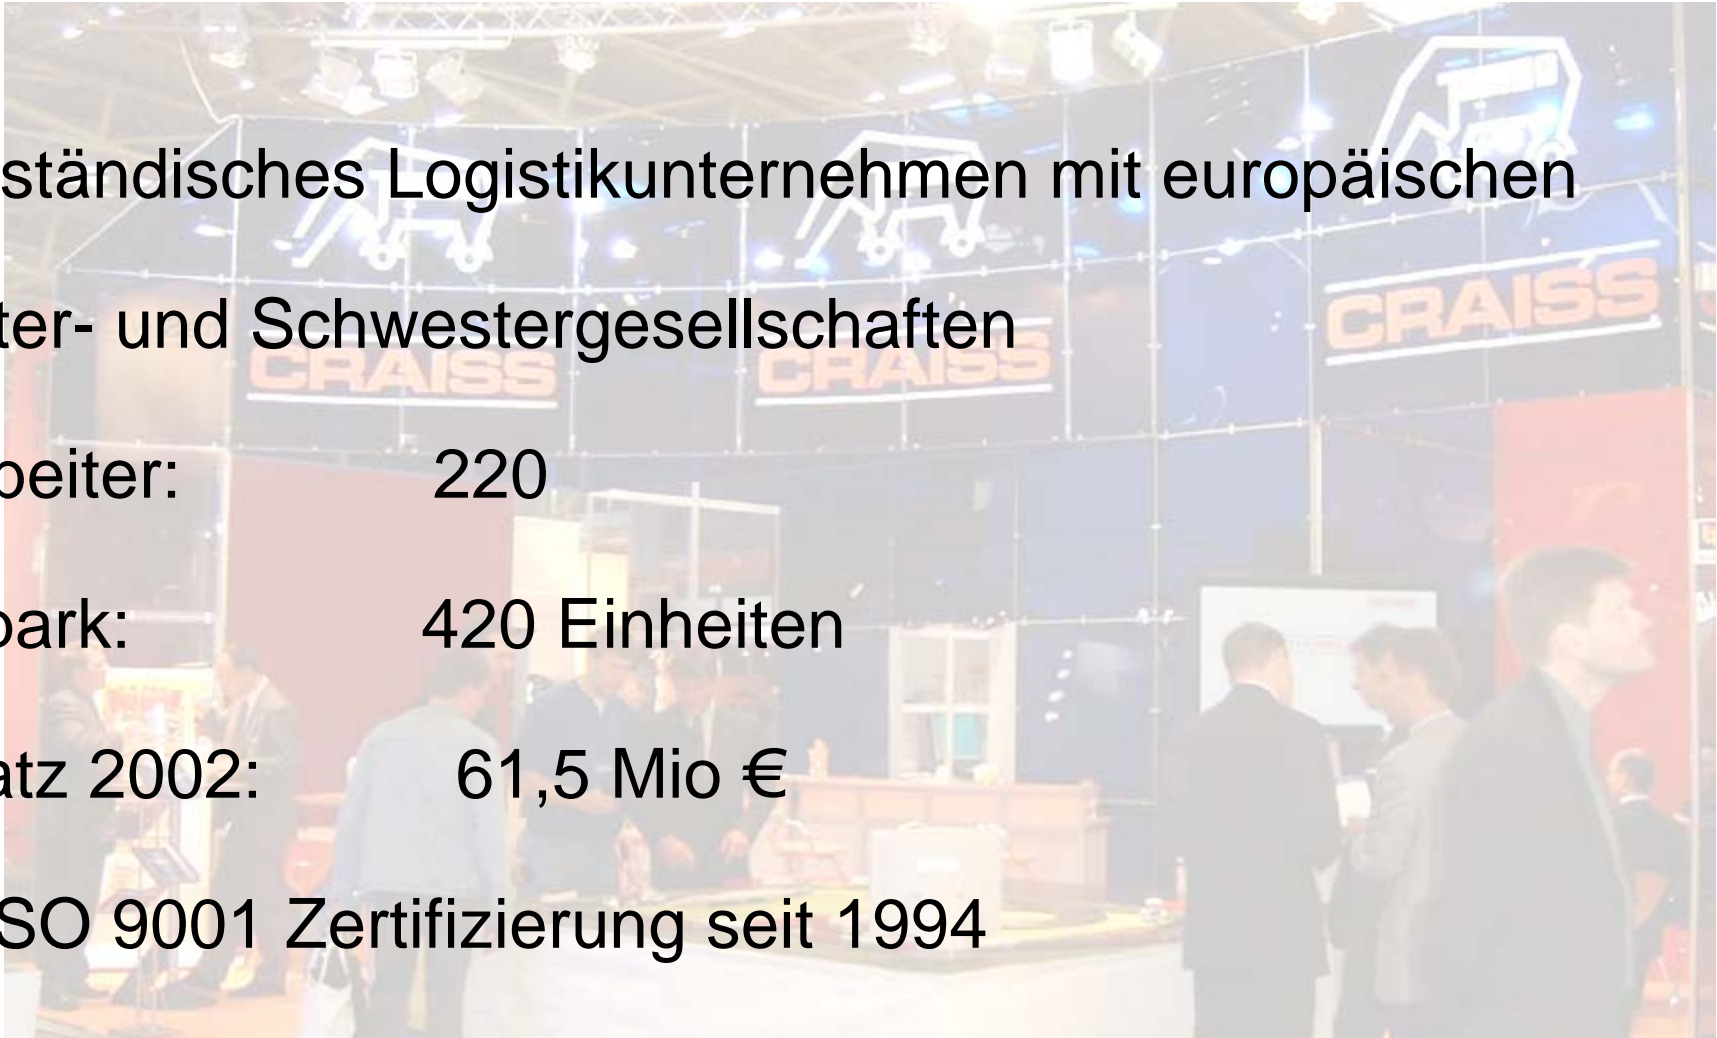 ständisches Logistikunternehmen mit europäischen
ter- und Schwestergesellschaften
CRAISS
CRAISS
CRAISS
beiter: 220
park: 420 Einheiten
atz 2002: 61,5 Mio €
SO 9001 Zertifizierung seit 1994